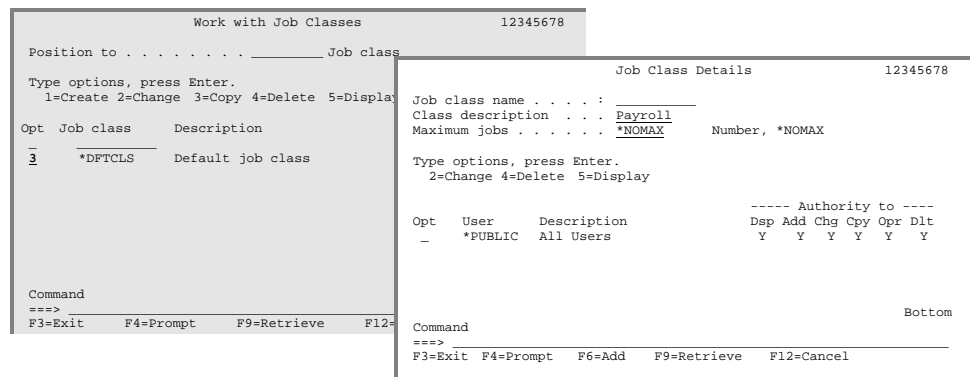 Work with Job Classes 12345678
Position to . . . . . . . . _________ Job class
Type options, press Enter.
1=Create 2=Change 3=Copy 4=Delete 5=Display
Opt Job class Description
_ __________
3 *DFTCLS Default job class
Command
===> ______________________________
F3=Exit F4=Prompt F9=Retrieve F12=
Job Class Details 12345678
Job class name . . . . : __________
Class description . . . Payroll
Maximum jobs . . . . . . *NOMAX Number, *NOMAX
Type options, press Enter.
2=Change 4=Delete 5=Display
----- Authority to ----
Opt User Description Dsp Add Chg Cpy Opr Dlt
_ *PUBLIC All Users Y Y Y Y Y Y
Bottom
Command
===> ______________________________
F3=Exit F4=Prompt F6=Add F9=Retrieve F12=Cancel